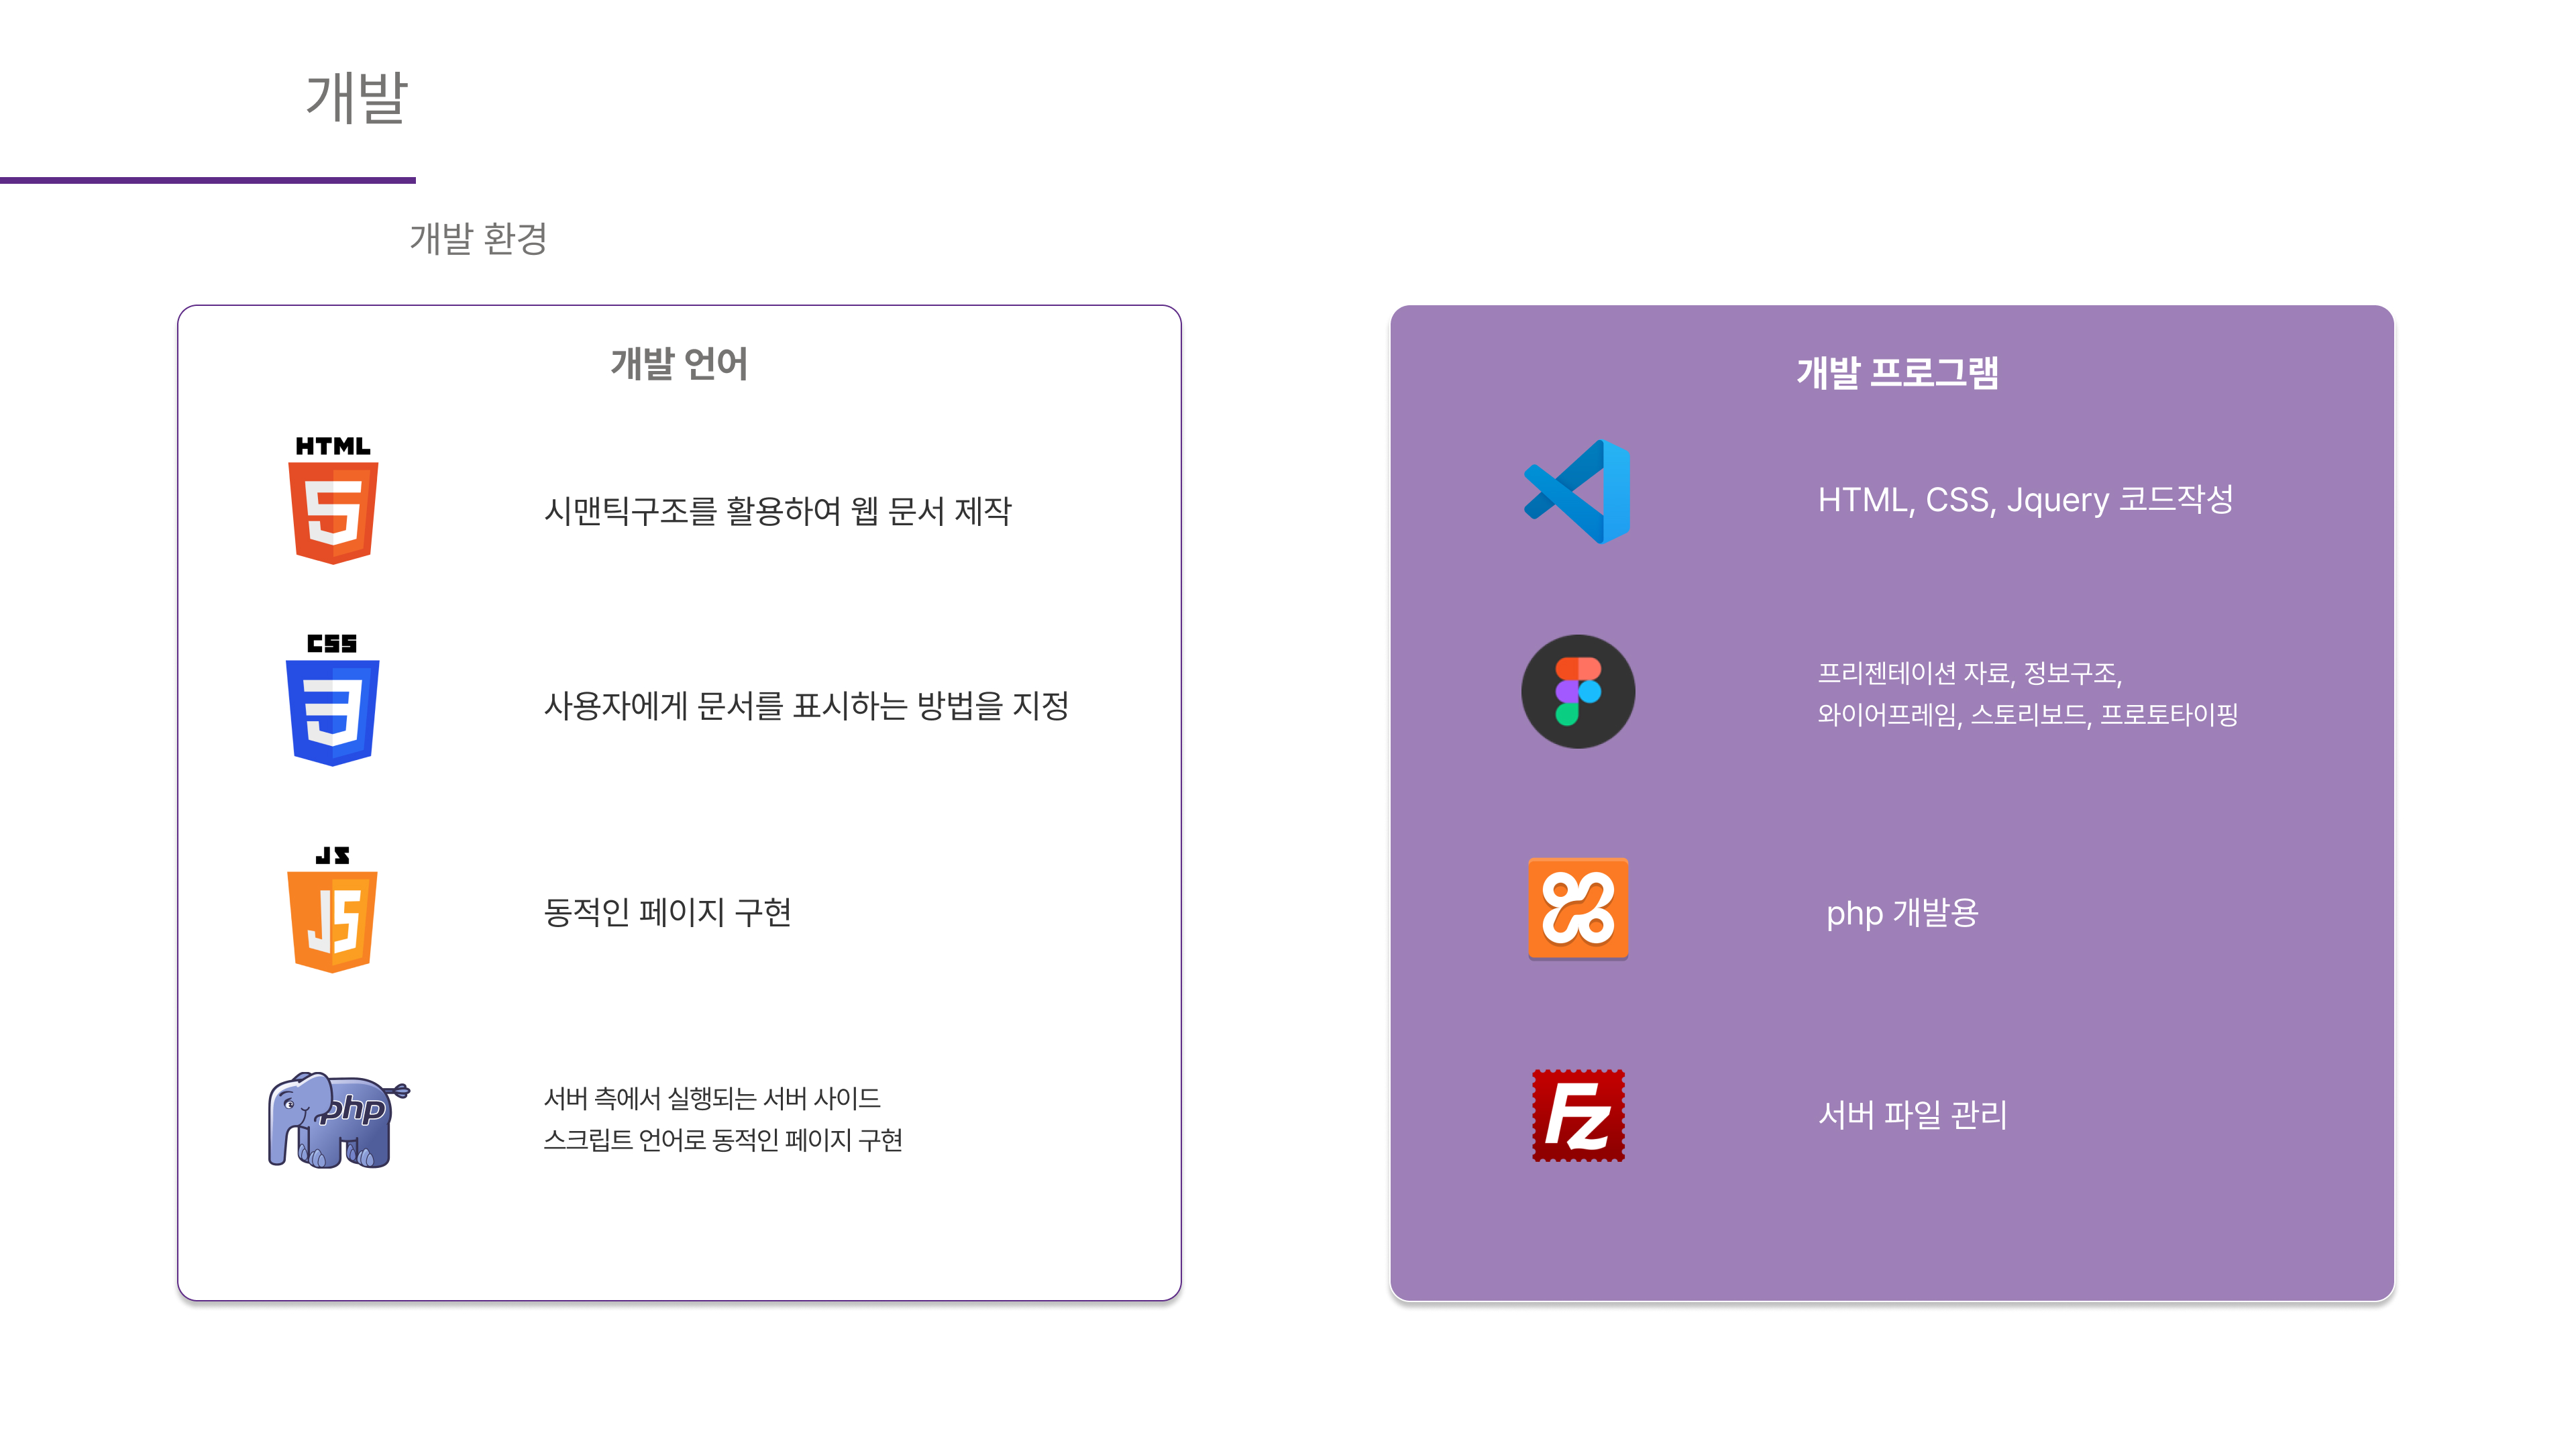 개발
개발 환경
개발 언어
HTML
시맨틱구조를 활용하여 웹 문서 제작
CSS
사용자에게 문서를 표시하는 방법을 지정
JS
JS
동적인 페이지 구현
php
서버 측에서 실행되는 서버 사이드
스크립트 언어로 동적인 페이지 구현
개발 프로그램
HTML, CSS, Jquery 코드작성
프리젠테이션 자료, 정보구조,
와이어프레임, 스토리보드, 프로토타이핑
php 개발용
Fz
서버 파일 관리